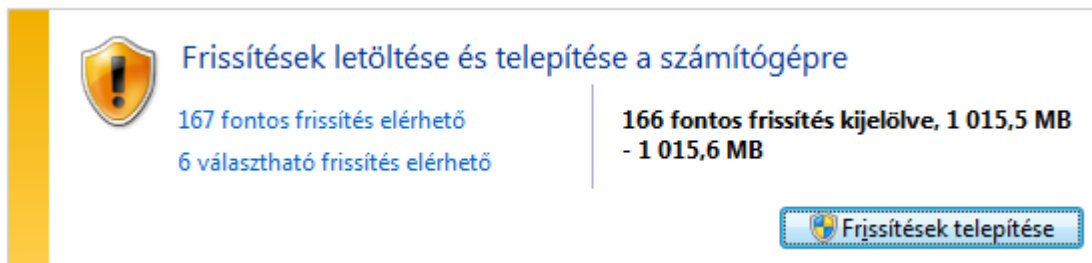 Frissítések letöltése és telepítése a számítógépre
167 fontos frissítés elérhető
6 választható frissítés elérhető
166 fontos frissítés kijelölve, 1 015,5 MB
- 1 015,6 MB
Frissítések telepítése